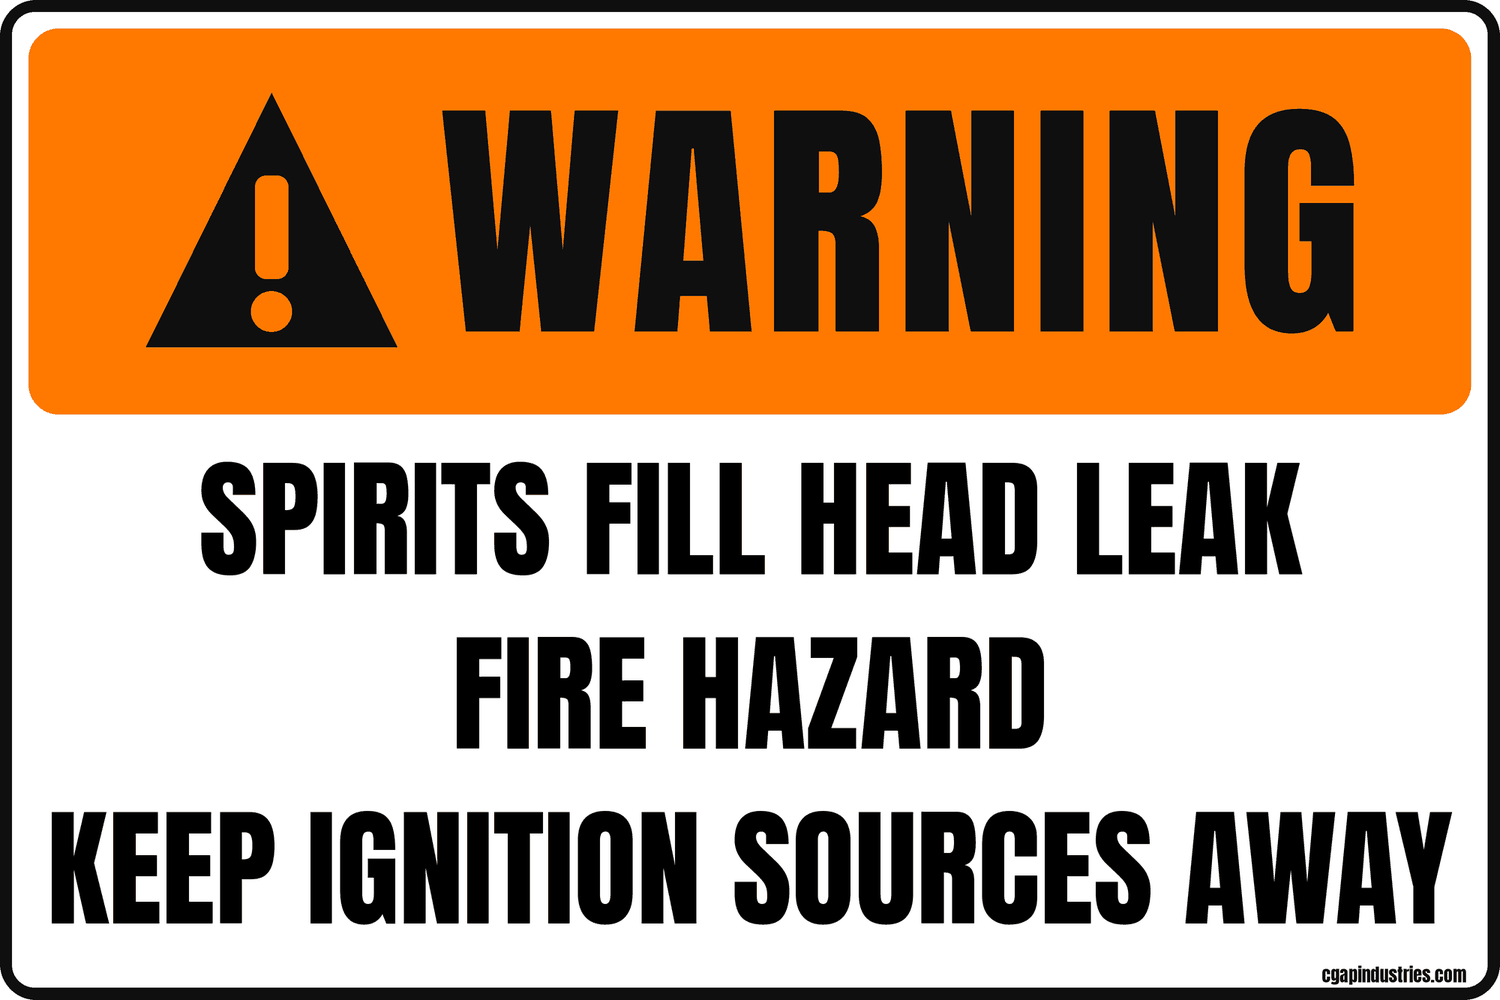 WARNING
SPIRITS FILL HEAD LEAK
FIRE HAZARD
KEEP IGNITION SOURCES AWAY
cgapindustries.com